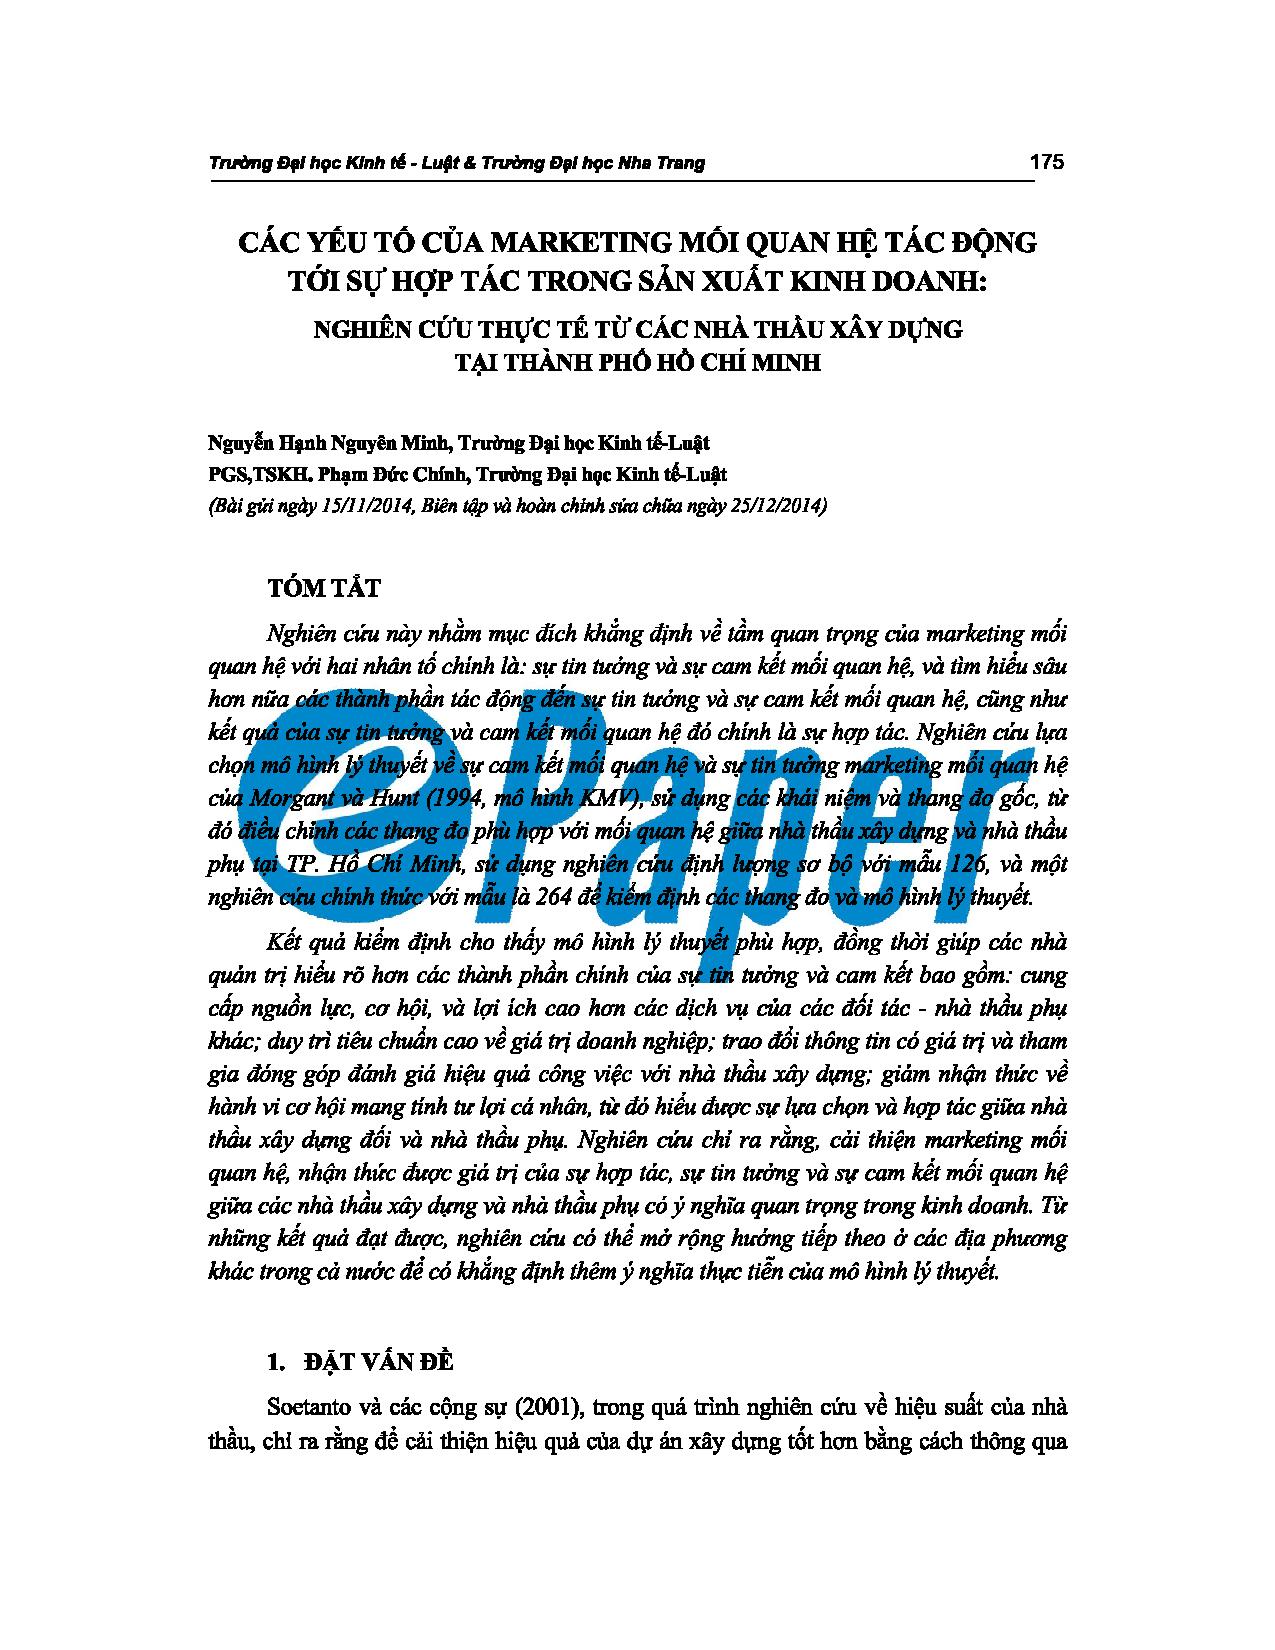 Trường Đại học Kinh tế - Luật & Trường Đại học Nha Trang 175
CÁC YẾU TỐ CỦA MARKETING MỐI QUAN HỆ TÁC ĐỘNG
TỚI SỰ HỢP TÁC TRONG SẢN XUẤT KINH DOANH:
NGHIÊN CỨU THỰC TẾ TỪ CÁC NHÀ THẦU XÂY DỰNG
TẠI THÀNH PHỐ HỒ CHÍ MINH
Nguyễn Hạnh Nguyên Minh, Trường Đại học Kinh tế-Luật
PGS,TSKH. Phạm Đức Chính, Trường Đại học Kinh tế-Luật
(Bài gửi ngày 15/11/2014, Biên tập và hoàn chỉnh sửa chữa ngày 25/12/2014)
TÓM TẮT
Nghiên cứu này nhằm mục đích khẳng định về tầm quan trọng của marketing mối
quan hệ với hai nhân tố chính là: sự tin tưởng và sự cam kết mối quan hệ, và tìm hiểu sâu
hơn nữa các thành phần tác động đến sự tin tưởng và sự cam kết mối quan hệ, cũng như
kết quả của sự tin tưởng và cam kết mối quan hệ đó chính là sự hợp tác. Nghiên cứu lựa
chọn mô hình lý thuyết về sự cam kết mối quan hệ và sự tin tưởng marketing mối quan hệ
của Morgant và Hunt (1994, mô hình KMV), sử dụng các khái niệm và thang đo gốc, từ
đó điều chỉnh các thang đo phù hợp với mối quan hệ giữa nhà thầu xây dựng và nhà thầu
phụ tại TP. Hồ Chí Minh, sử dụng nghiên cứu định lượng sơ bộ với mẫu 126, và một
nghiên cứu chính thức với mẫu là 264 để kiểm định các thang đo và mô hình lý thuyết.
ePaper
Kết quả kiểm định cho thấy mô hình lý thuyết phù hợp, đồng thời giúp các nhà
quản trị hiểu rõ hơn các thành phần chính của sự tin tưởng và cam kết bao gồm: cung
cấp nguồn lực, cơ hội, và lợi ích cao hơn các dịch vụ của các đối tác - nhà thầu phụ
khác; duy trì tiêu chuẩn cao về giá trị doanh nghiệp; trao đổi thông tin có giá trị và tham
gia đóng góp đánh giá hiệu quả công việc với nhà thầu xây dựng; giảm nhận thức về
hành vi cơ hội mang tính tư lợi cá nhân, từ đó hiểu được sự lựa chọn và hợp tác giữa nhà
thầu xây dựng đối và nhà thầu phụ. Nghiên cứu chỉ ra rằng, cải thiện marketing mối
quan hệ, nhận thức được giá trị của sự hợp tác, sự tin tưởng và sự cam kết mối quan hệ
giữa các nhà thầu xây dựng và nhà thầu phụ có ý nghĩa quan trọng trong kinh doanh. Từ
những kết quả đạt được, nghiên cứu có thể mở rộng hướng tiếp theo ở các địa phương
khác trong cả nước để có khẳng định thêm ý nghĩa thực tiễn của mô hình lý thuyết.
1. ĐẶT VẤN ĐỀ
Soetanto và các cộng sự (2001), trong quá trình nghiên cứu về hiệu suất của nhà
thầu, chỉ ra rằng để cải thiện hiệu quả của dự án xây dựng tốt hơn bằng cách thông qua